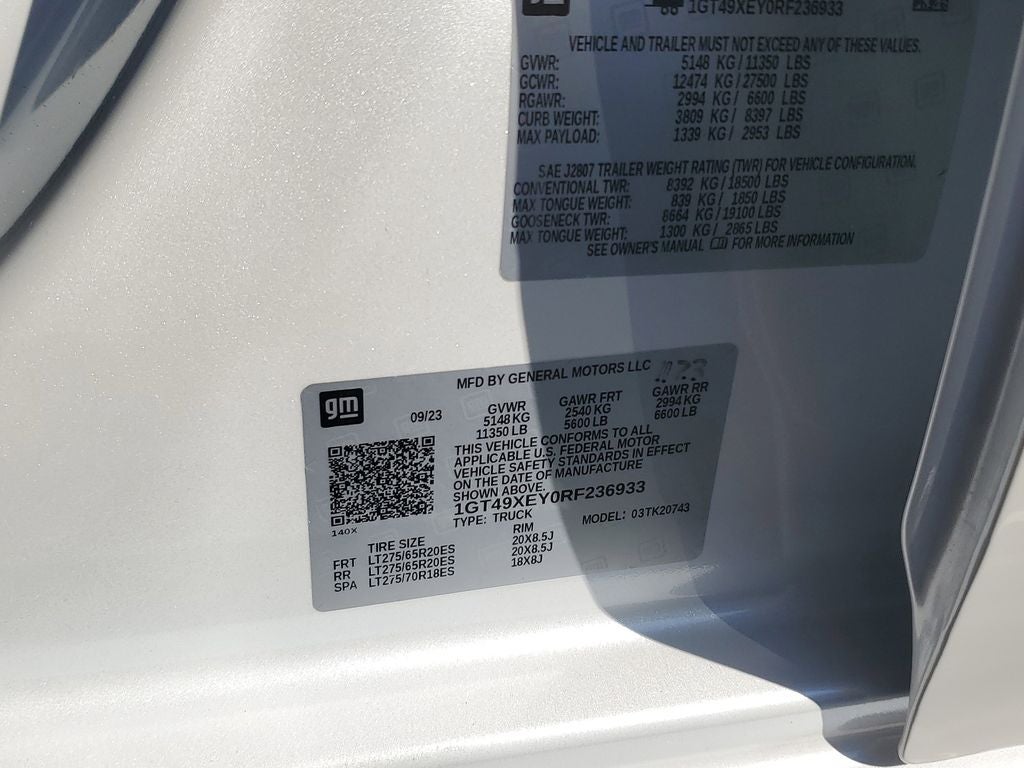 gm
1GT49XEY0RF236933
VEHICLE AND TRAILER MUST NOT EXCEED ANY OF THESE VALUES.
GVWR: 5148 KG / 11350 LBS
GCWR: 12474 KG / 27500 LBS
RGAWR: 2994 KG / 6600 LBS
CURB WEIGHT: 3809 KG / 8397 LBS
MAX PAYLOAD: 1339 KG / 2953 LBS
SAE J2807 TRAILER WEIGHT RATING (TWR) FOR VEHICLE CONFIGURATION.
CONVENTIONAL TWR: 8392 KG / 18500 LBS
MAX TONGUE WEIGHT: 839 KG / 1850 LBS
GOOSENECK TWR: 8664 KG / 19100 LBS
MAX TONGUE WEIGHT: 1300 KG / 2865 LBS
SEE OWNER'S MANUAL FOR MORE INFORMATION
gm
MFD BY GENERAL MOTORS LLC
09/23 GVWR GAWR FRT GAWR RR
5148 KG 2540 KG 2994 KG
11350 LB 5600 LB 6600 LB
THIS VEHICLE CONFORMS TO ALL
APPLICABLE U.S. FEDERAL MOTOR
VEHICLE SAFETY STANDARDS IN EFFECT
ON THE DATE OF MANUFACTURE
SHOWN ABOVE.
1GT49XEY0RF236933
TYPE: TRUCK MODEL: 03TK20743
140X
TIRE SIZE RIM
FRT LT275/65R20ES 20X8.5J
RR LT275/65R20ES 20X8.5J
SPA LT275/70R18ES 18X8J